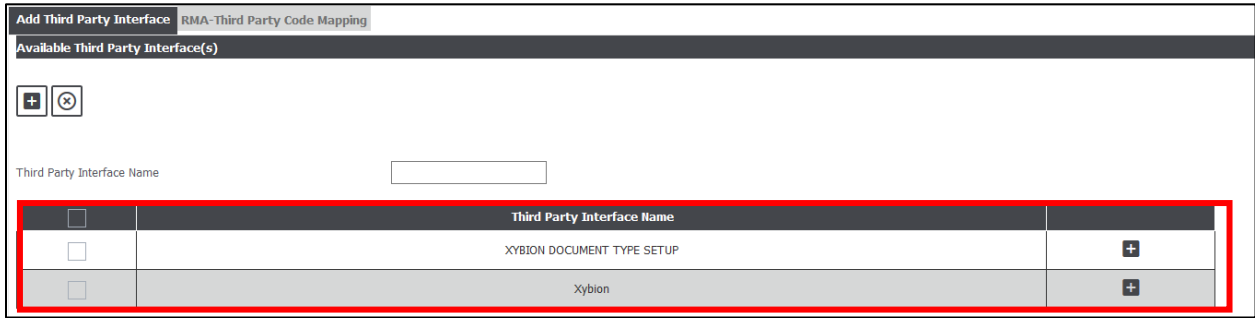 Add Third Party Interface RMA-Third Party Code Mapping
Available Third Party Interface(s)
Third Party Interface Name
Third Party Interface Name
XYBION DOCUMENT TYPE SETUP
Xybion